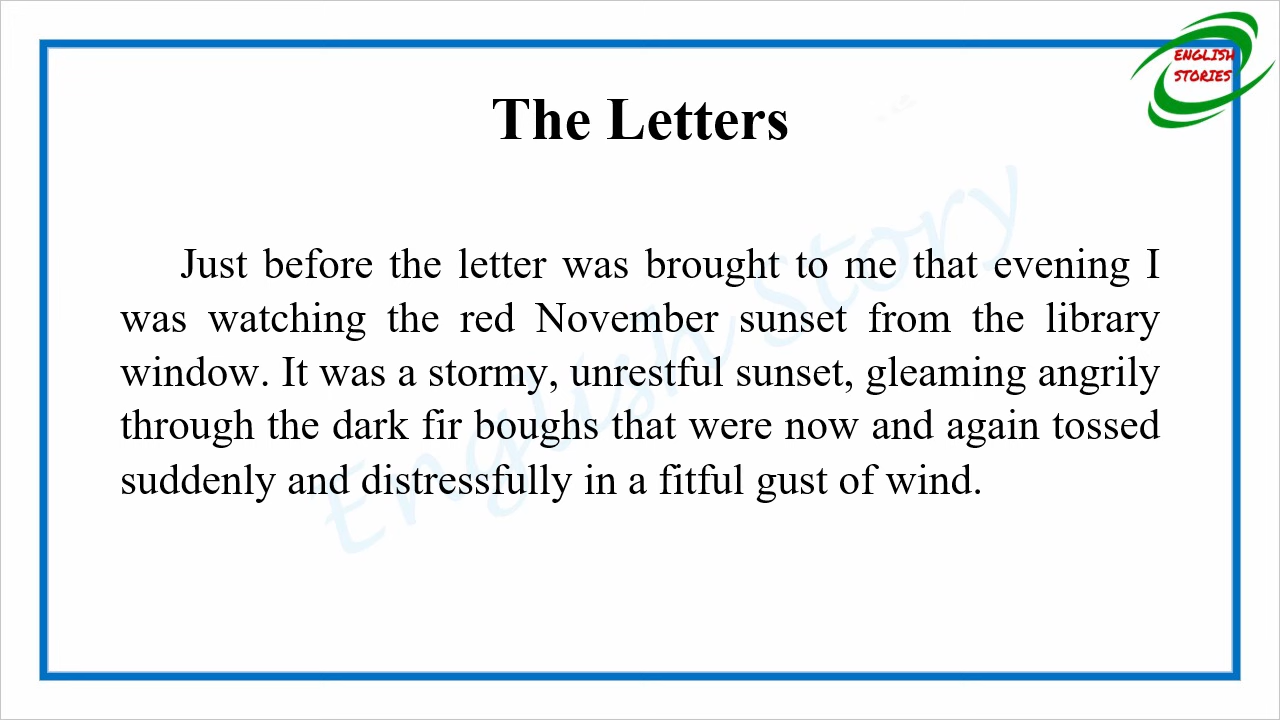 ENGLISH
STORIES
The Letters
Just before the letter was brought to me that evening I
was watching the red November sunset from the library
window. It was a stormy, unrestful sunset, gleaming angrily
through the dark fir boughs that were now and again tossed
suddenly and distressfully in a fitful gust of wind.
English Story